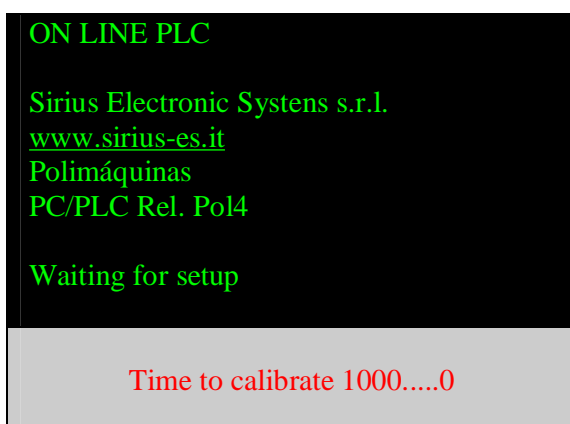 ON LINE PLC
Sirius Electronic Systens s.r.l.
www.sirius-es.it
Polimáquinas
PC/PLC Rel. Pol4
Waiting for setup
Time to calibrate 1000.....0